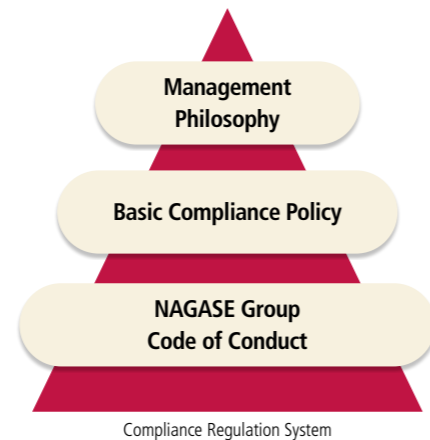 Management
Philosophy
Basic Compliance Policy
NAGASE Group
Code of Conduct
Compliance Regulation System